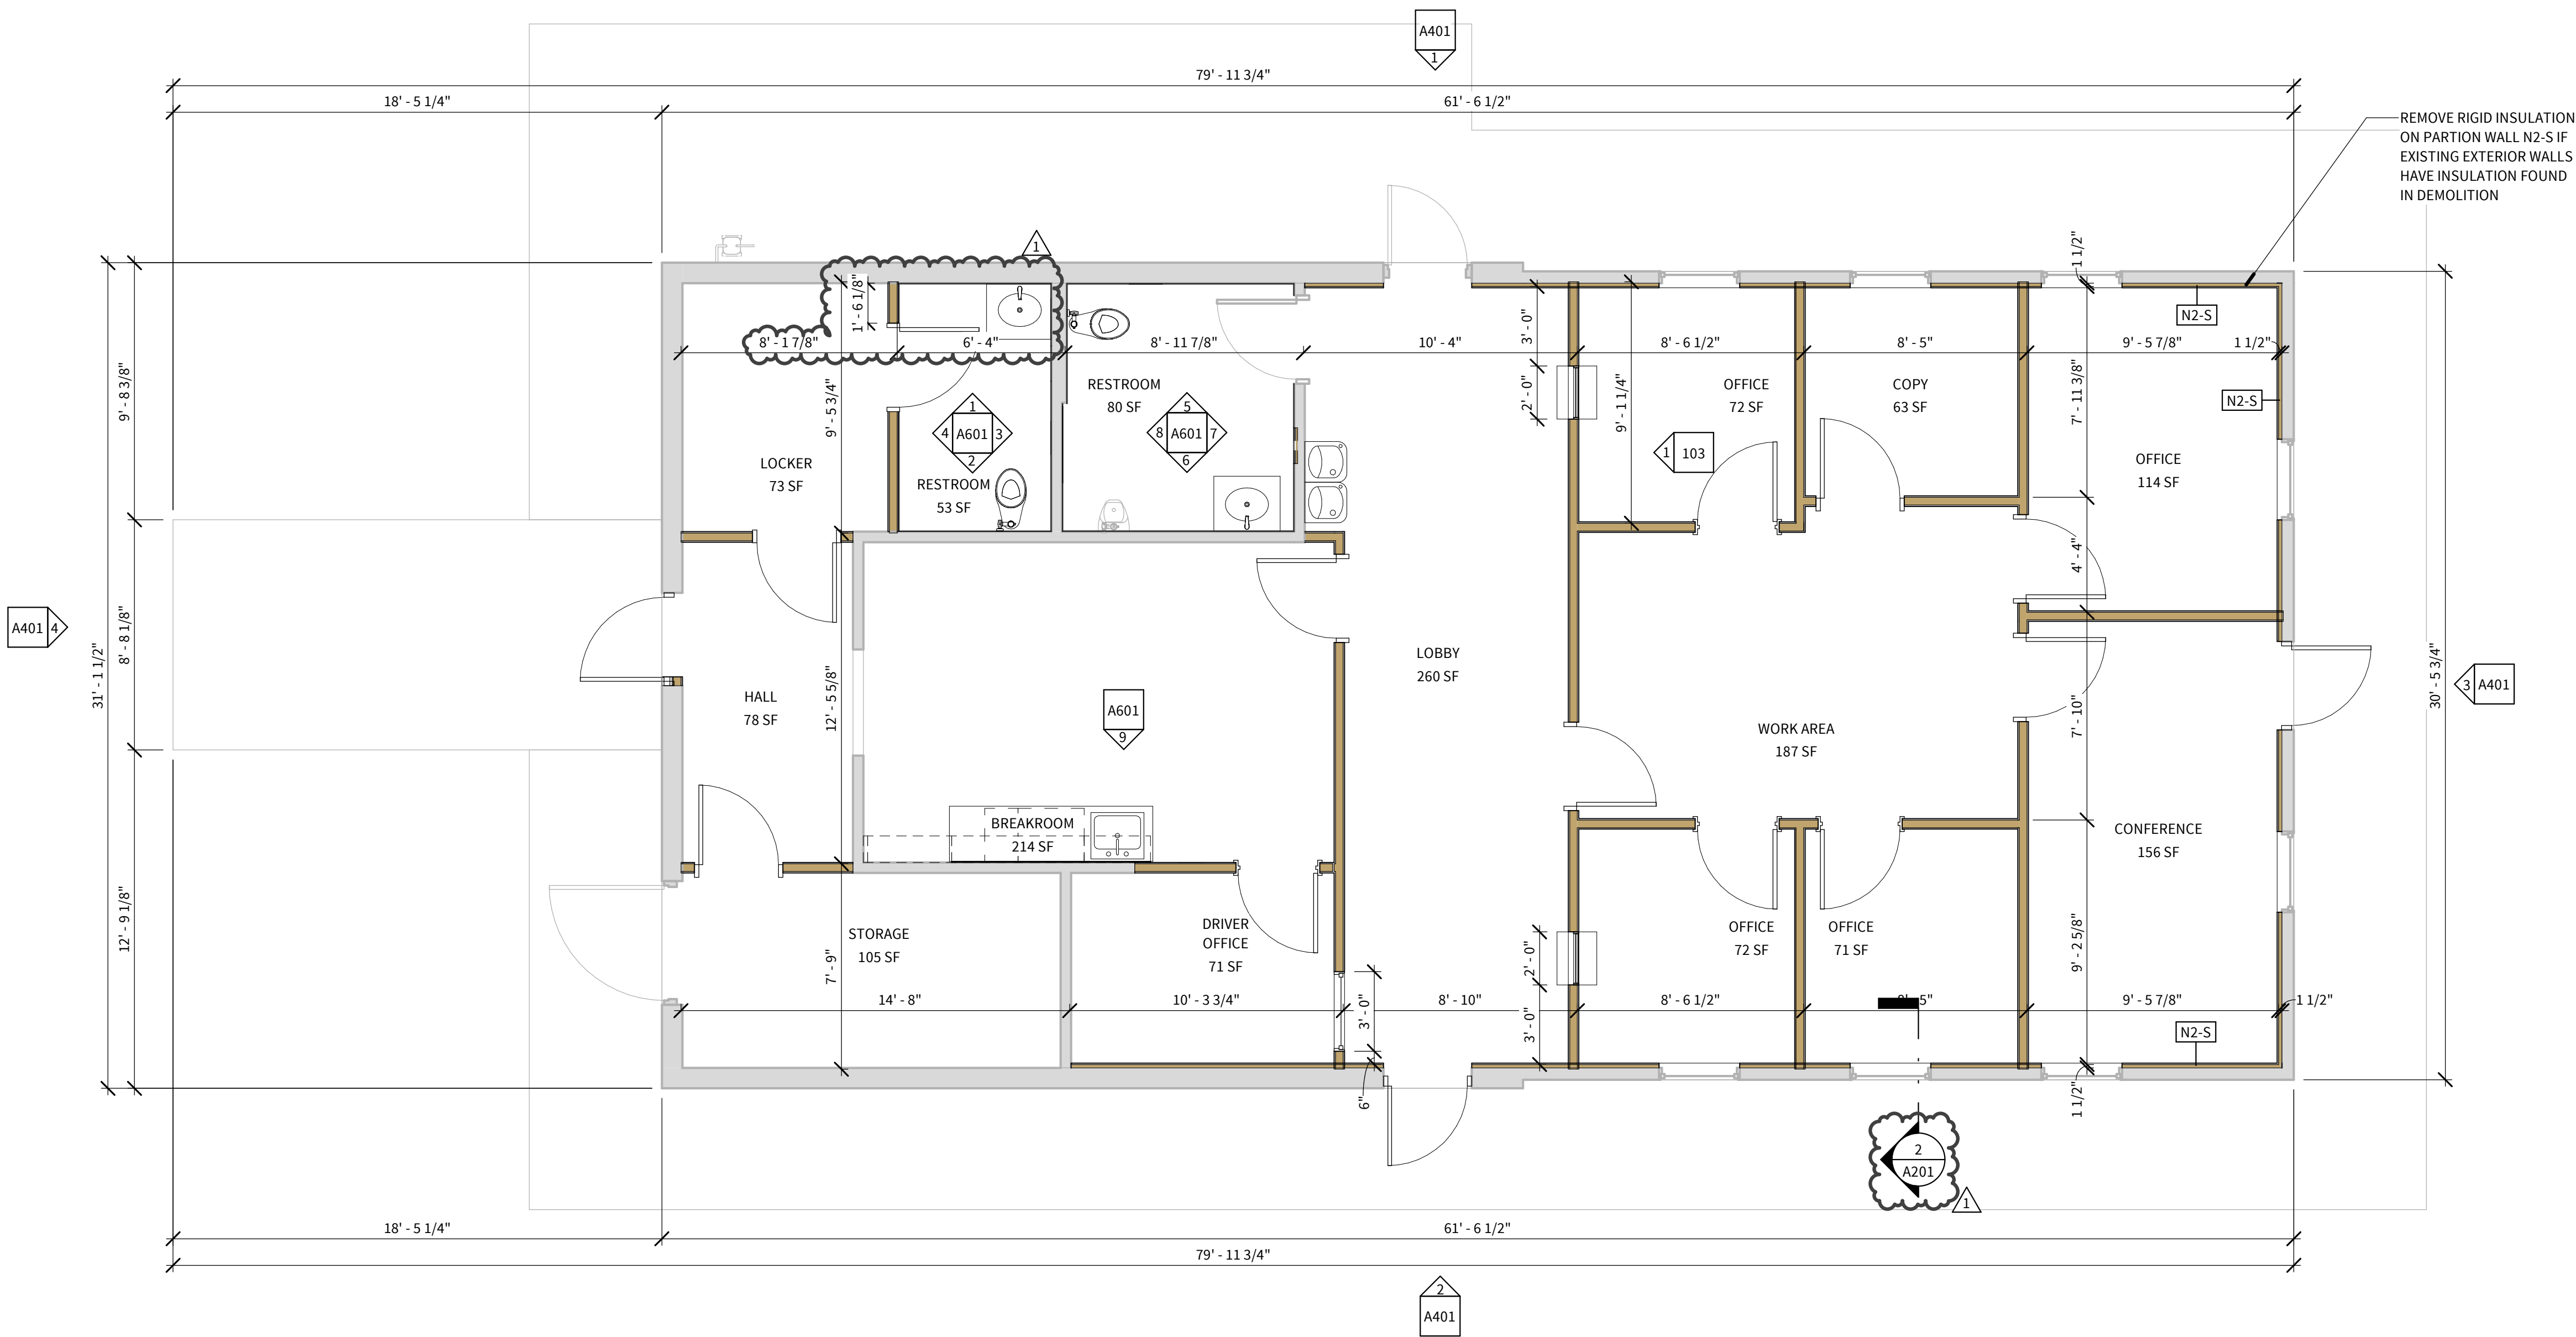 A401
1
79' - 11 3/4"
18' - 5 1/4"
61' - 6 1/2"
REMOVE RIGID INSULATION
ON PARTION WALL N2-S IF
EXISTING EXTERIOR WALLS
HAVE INSULATION FOUND
IN DEMOLITION
1
1 1/2"
1' - 6 1/8"
N2-S
3' - 0"
8' - 1 7/8"
6' - 4"
8' - 11 7/8"
10' - 4"
8' - 6 1/2"
8' - 5"
9' - 5 7/8"
1 1/2"
9' - 8 3/8"
9' - 5 3/4"
2' - 0"
9' - 1 1/4"
7' - 11 3/8"
RESTROOM
80 SF
OFFICE
72 SF
COPY
63 SF
N2-S
1
4 A601 3
2
5
8 A601 7
6
1 103
LOCKER
73 SF
RESTROOM
53 SF
OFFICE
114 SF
4' - 4"
A401 4
31' - 1 1/2"
8' - 8 1/8"
HALL
78 SF
12' - 5 5/8"
A601
9
LOBBY
260 SF
WORK AREA
187 SF
7' - 10"
30' - 5 3/4"
3 A401
BREAKROOM
214 SF
CONFERENCE
156 SF
12' - 9 1/8"
STORAGE
105 SF
7' - 9"
DRIVER
OFFICE
71 SF
2' - 0"
OFFICE
72 SF
OFFICE
71 SF
9' - 2 5/8"
14' - 8"
10' - 3 3/4"
3' - 0"
8' - 10"
3' - 0"
8' - 6 1/2"
5"
9' - 5 7/8"
1 1/2"
N2-S
6"
1 1/2"
2
A201
1
18' - 5 1/4"
61' - 6 1/2"
79' - 11 3/4"
2
A401